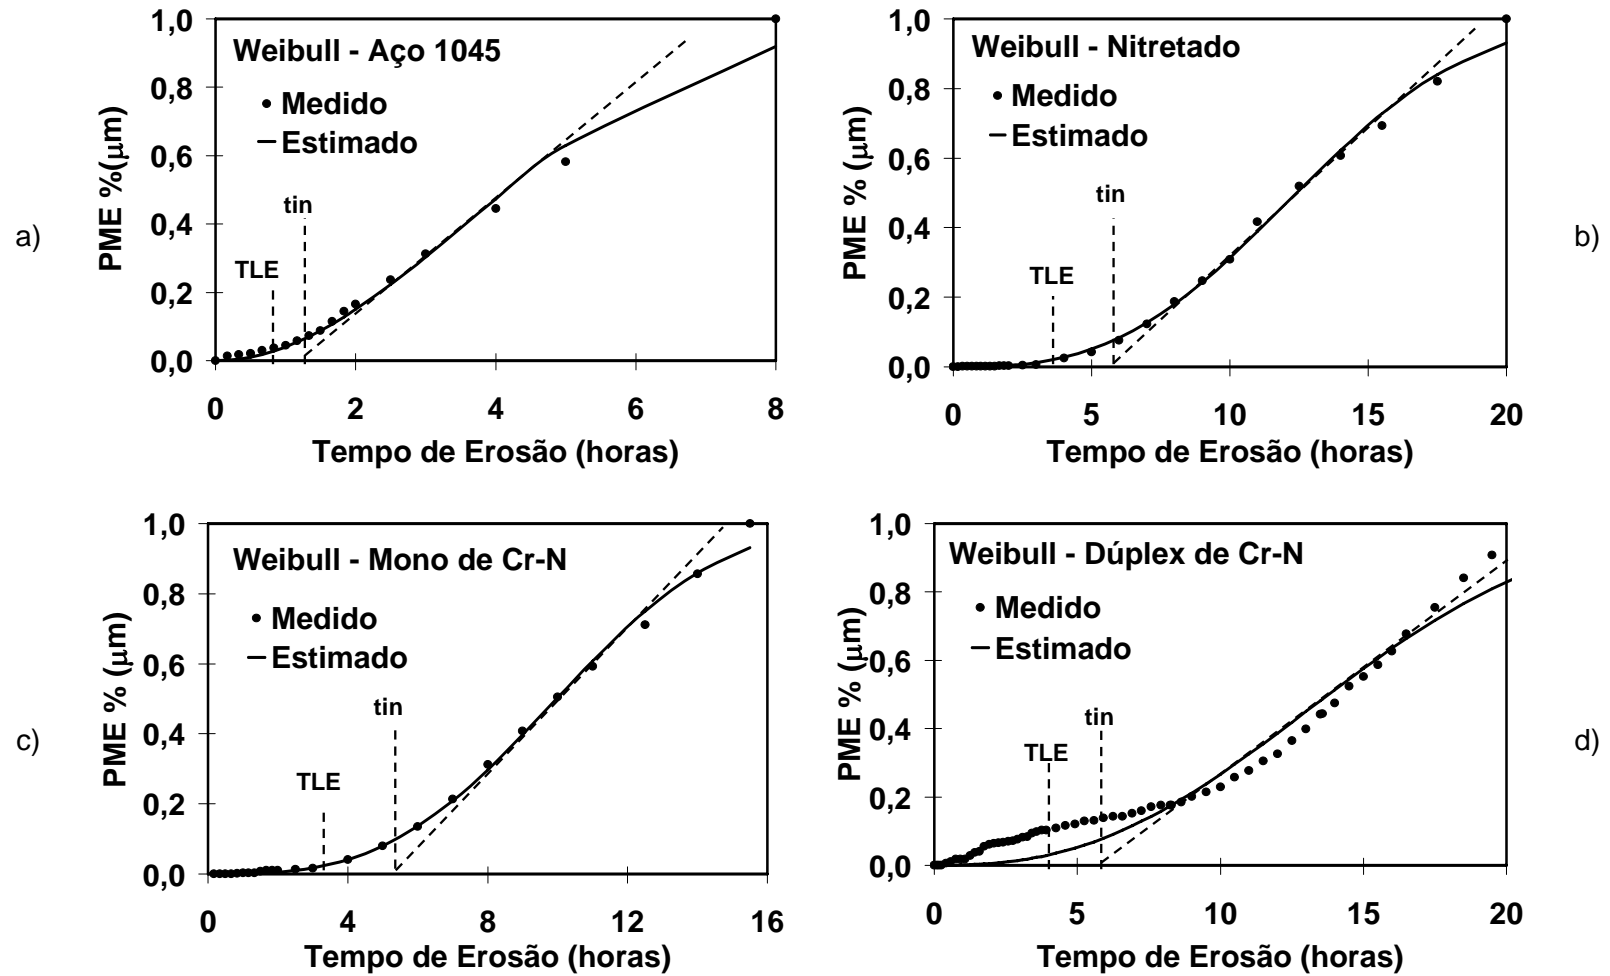 a)
Weibull - Aço 1045
Medido
Estimado
tin
TLE
PME %(μm)
1,0
0,8
0,6
0,4
0,2
0,0
0 2 4 6 8
Tempo de Erosão (horas)
b)
Weibull - Nitretado
Medido
Estimado
tin
TLE
PME % (μm)
1,0
0,8
0,6
0,4
0,2
0,0
0 5 10 15 20
Tempo de Erosão (horas)
c)
Weibull - Mono de Cr-N
Medido
Estimado
tin
TLE
PME % (μm)
1,0
0,8
0,6
0,4
0,2
0,0
0 4 8 12 16
Tempo de Erosão (horas)
d)
Weibull - Dúplex de Cr-N
Medido
Estimado
tin
TLE
PME % (μm)
1,0
0,8
0,6
0,4
0,2
0,0
0 5 10 15 20
Tempo de Erosão (horas)